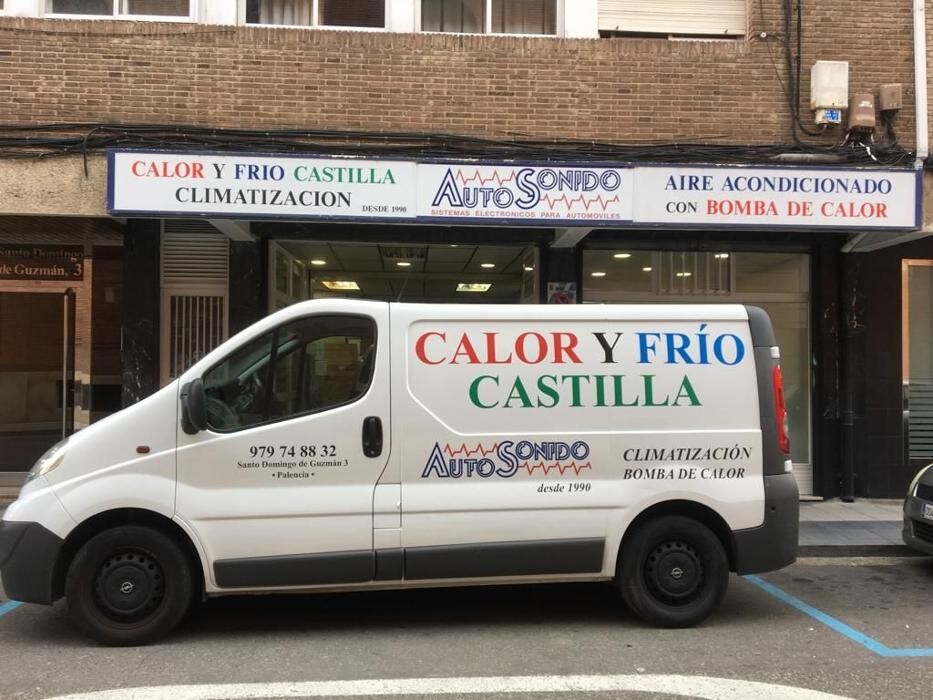 CALOR Y FRIO CASTILLA
CLIMATIZACION DESDE 1990
AUTOSONIDO
SISTEMAS ELECTRONICOS PARA AUTOMOVILES
AIRE ACONDICIONADO
CON BOMBA DE CALOR
Santo Domingo
de Guzmán, 3
CALOR Y FRÍO
CASTILLA
979 74 88 32
Santo Domingo de Guzmán 3
• Palencia •
AUTOSONIDO
desde 1990
CLIMATIZACIÓN
BOMBA DE CALOR